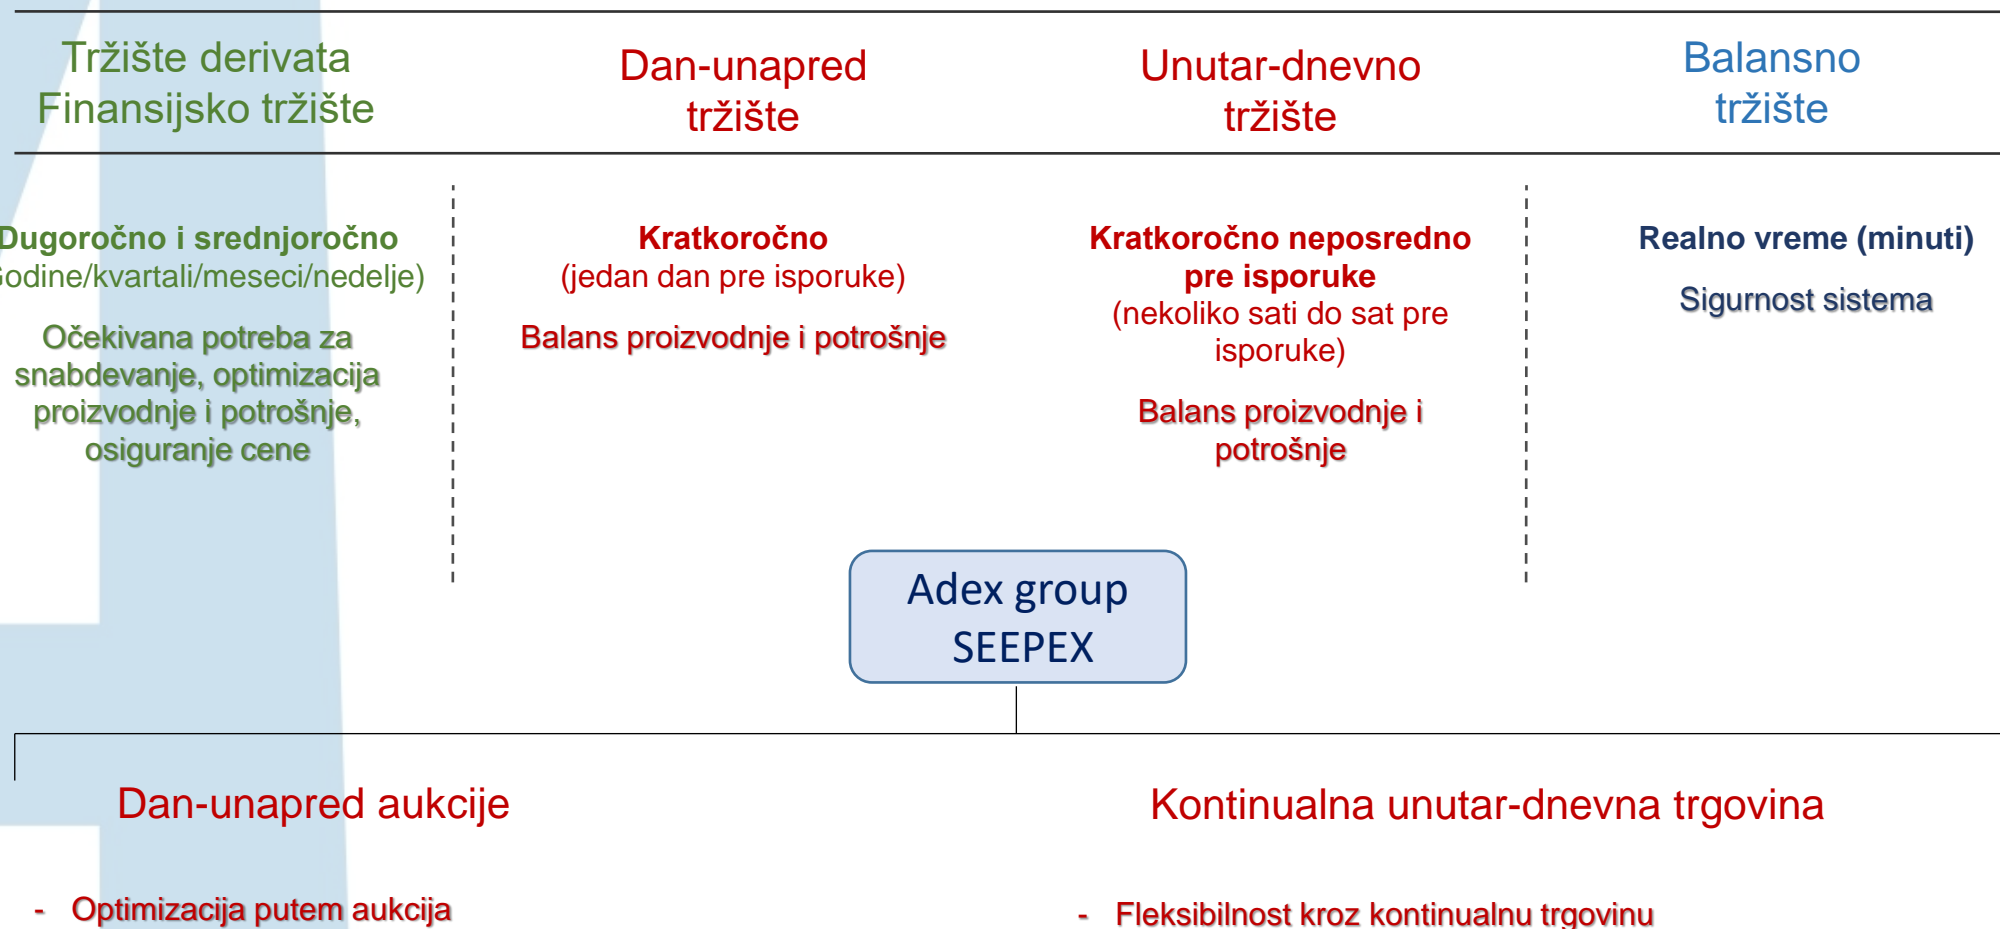 Tržište derivata
Finansijsko tržište
Dan-unapred
tržište
Unutar-dnevno
tržište
Balansno
tržište
Dugoročno i srednjoročno
odine/kvartali/meseci/nedelje)
Očekivana potreba za
snabdevanje, optimizacija
proizvodnje i potrošnje,
osiguranje cene
Kratkoročno
(jedan dan pre isporuke)
Balans proizvodnje i potrošnje
Kratkoročno neposredno
pre isporuke
(nekoliko sati do sat pre
isporuke)
Balans proizvodnje i
potrošnje
Realno vreme (minuti)
Sigurnost sistema
Adex group
SEEPEX
Dan-unapred aukcije
- Optimizacija putem aukcija
Kontinualna unutar-dnevna trgovina
- Fleksibilnost kroz kontinualnu trgovinu